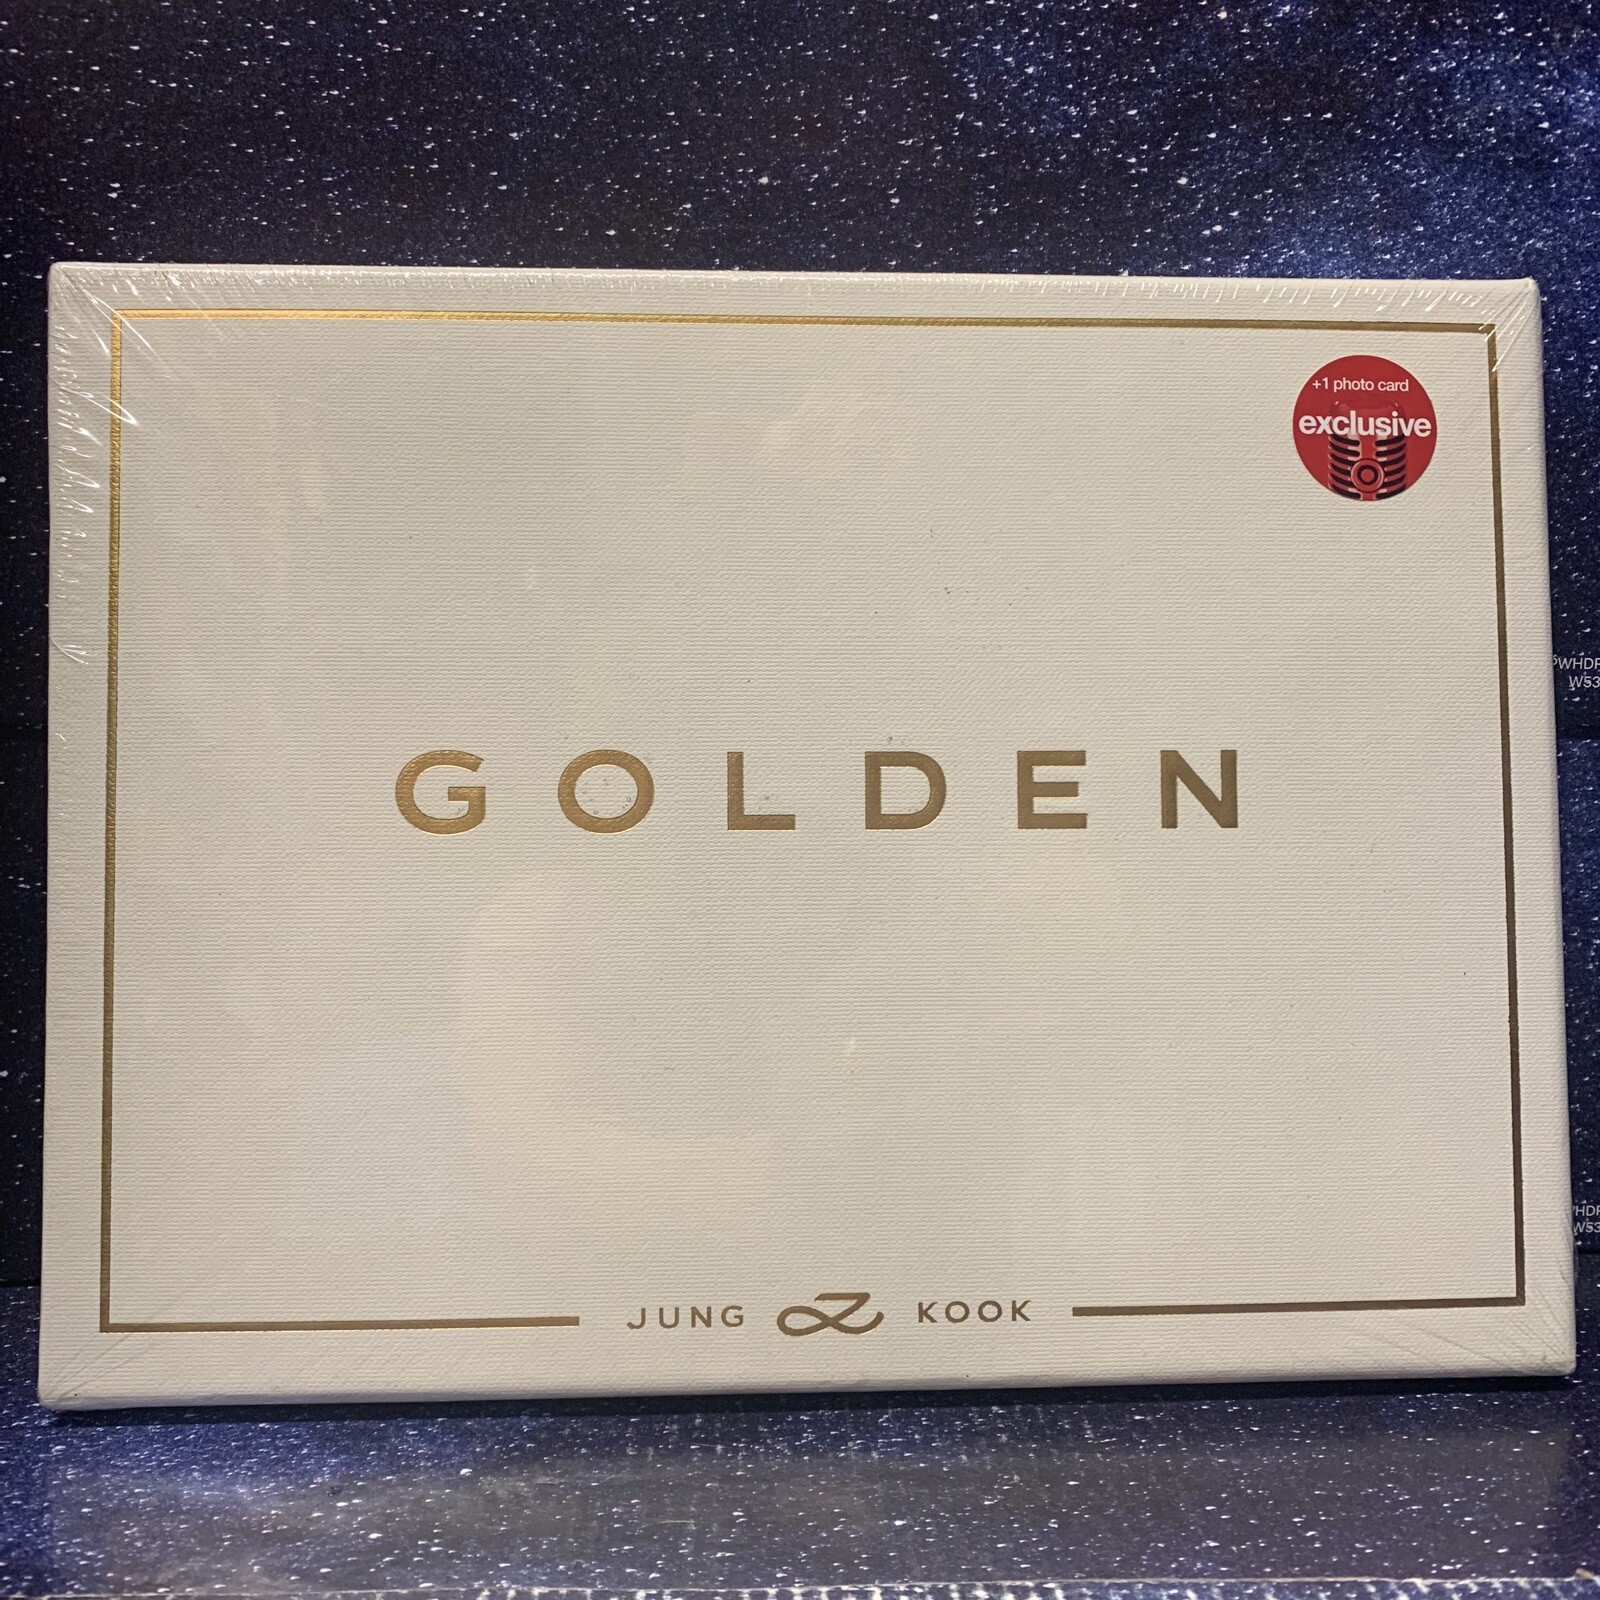 +1 photo card
exclusive
GOLDEN
JUNG KOOK